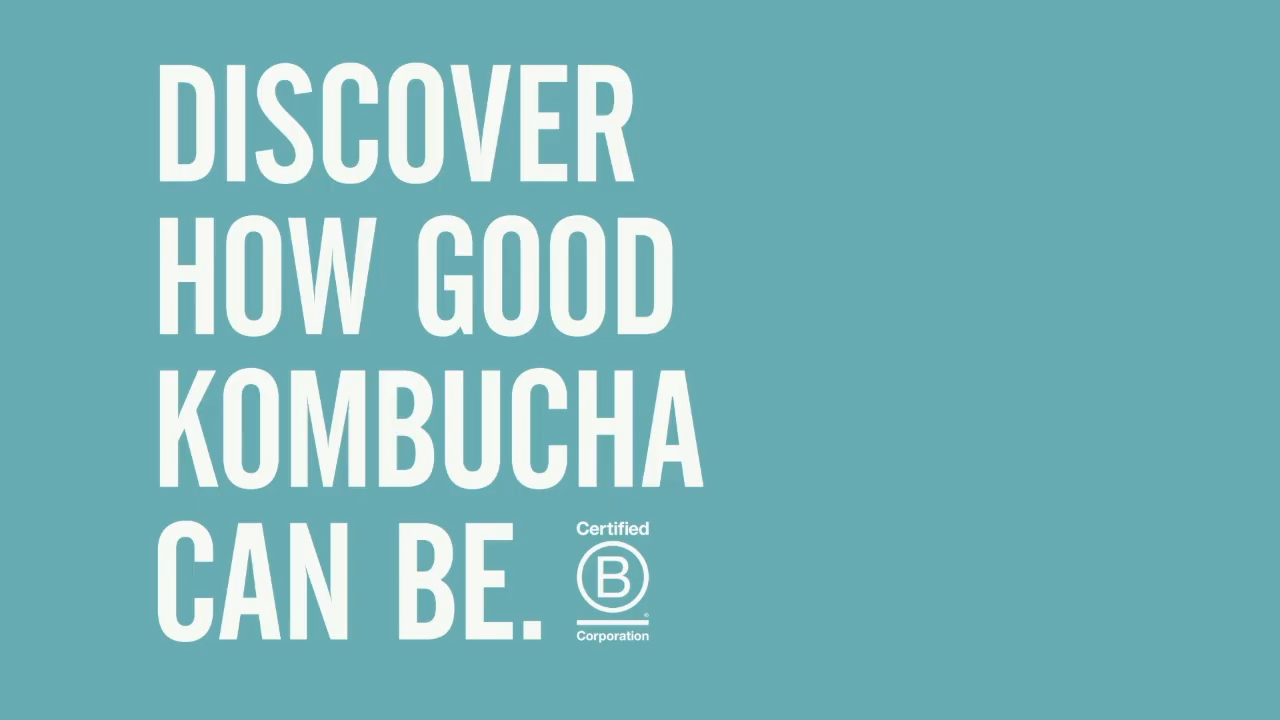 DISCOVER
HOW GOOD
KOMBUCHA
CAN BE.
Certified
B
®
Corporation